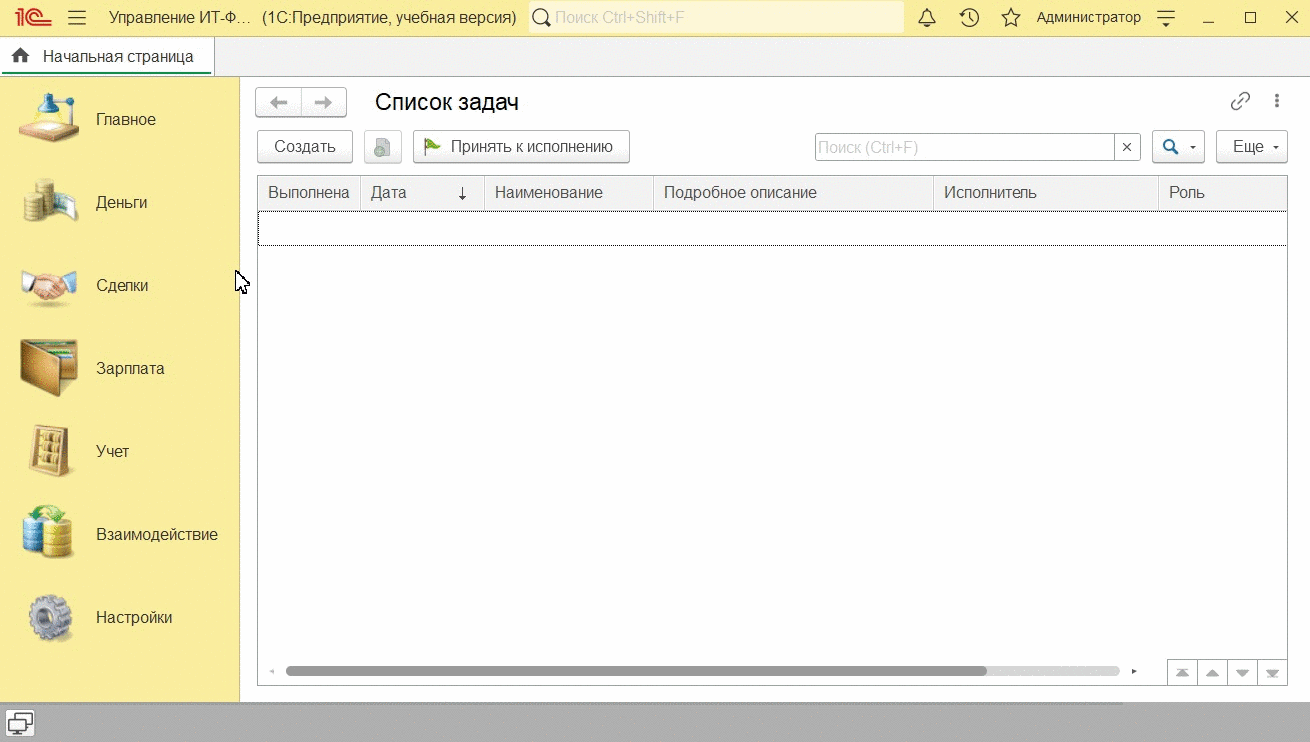 1С Управление ИТ-Ф... (1С:Предприятие, учебная версия) Поиск Ctrl+Shift+F Администратор
Начальная страница
Главное
Деньги
Сделки
Зарплата
Учет
Взаимодействие
Настройки
Список задач
Создать Принять к исполнению Поиск (Ctrl+F) Еще
Выполнена Дата Наименование Подробное описание Исполнитель Роль